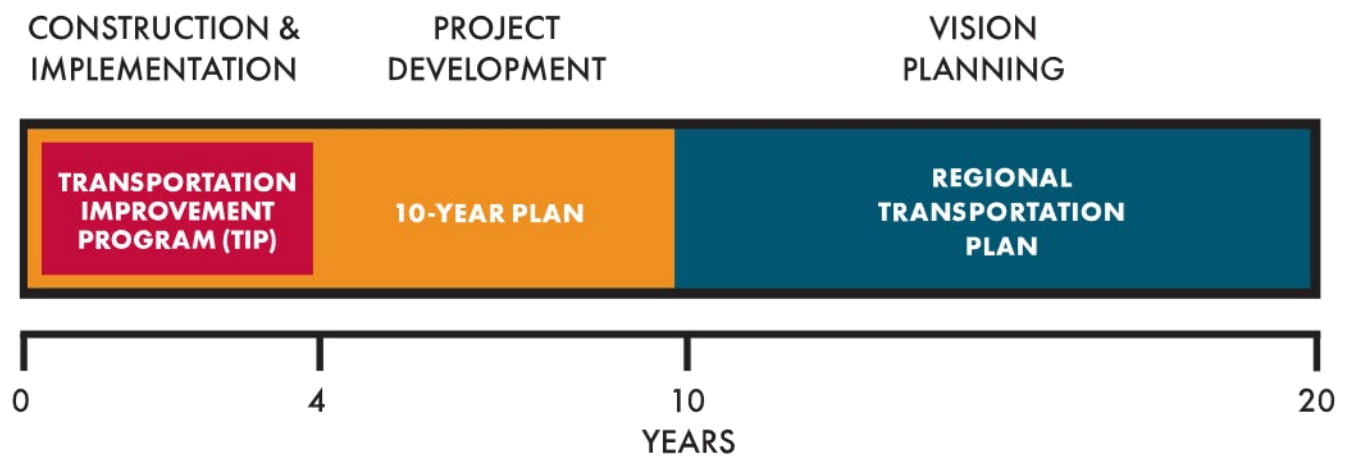 CONSTRUCTION &
IMPLEMENTATION
PROJECT
DEVELOPMENT
VISION
PLANNING
TRANSPORTATION
IMPROVEMENT
PROGRAM (TIP)
10-YEAR PLAN
REGIONAL
TRANSPORTATION
PLAN
0
4
10
20
YEARS